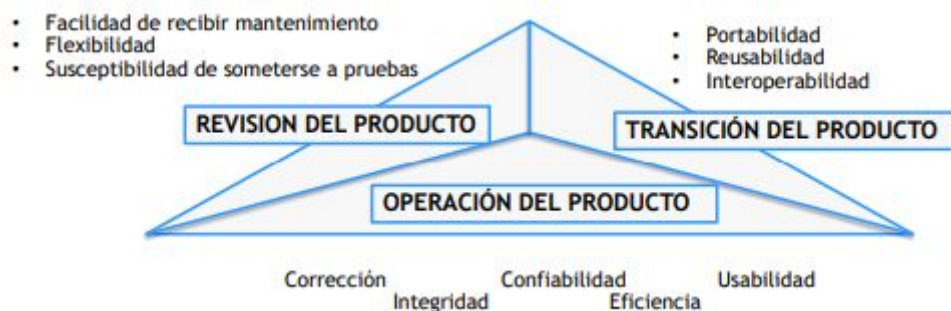 • Facilidad de recibir mantenimiento
• Flexibilidad
• Susceptibilidad de someterse a pruebas
• Portabilidad
• Reusabilidad
• Interoperabilidad
REVISION DEL PRODUCTO
TRANSICIÓN DEL PRODUCTO
OPERACIÓN DEL PRODUCTO
Corrección Confiabilidad Usabilidad
Integridad Eficiencia